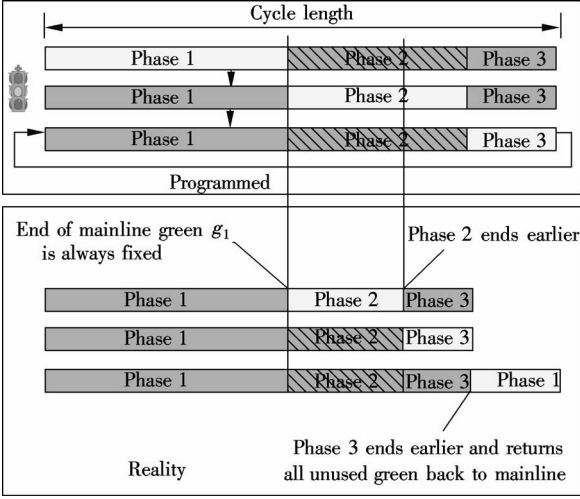 Cycle length
Phase 1 Phase 2 Phase 3
Phase 1 Phase 2 Phase 3
Phase 1 Phase 2 Phase 3
Programmed
End of mainline green g1
is always fixed
Phase 2 ends earlier
Phase 1 Phase 2 Phase 3
Phase 1 Phase 2 Phase 3
Phase 1 Phase 2 Phase 3 Phase 1
Phase 3 ends earlier and returns
all unused green back to mainline
Reality